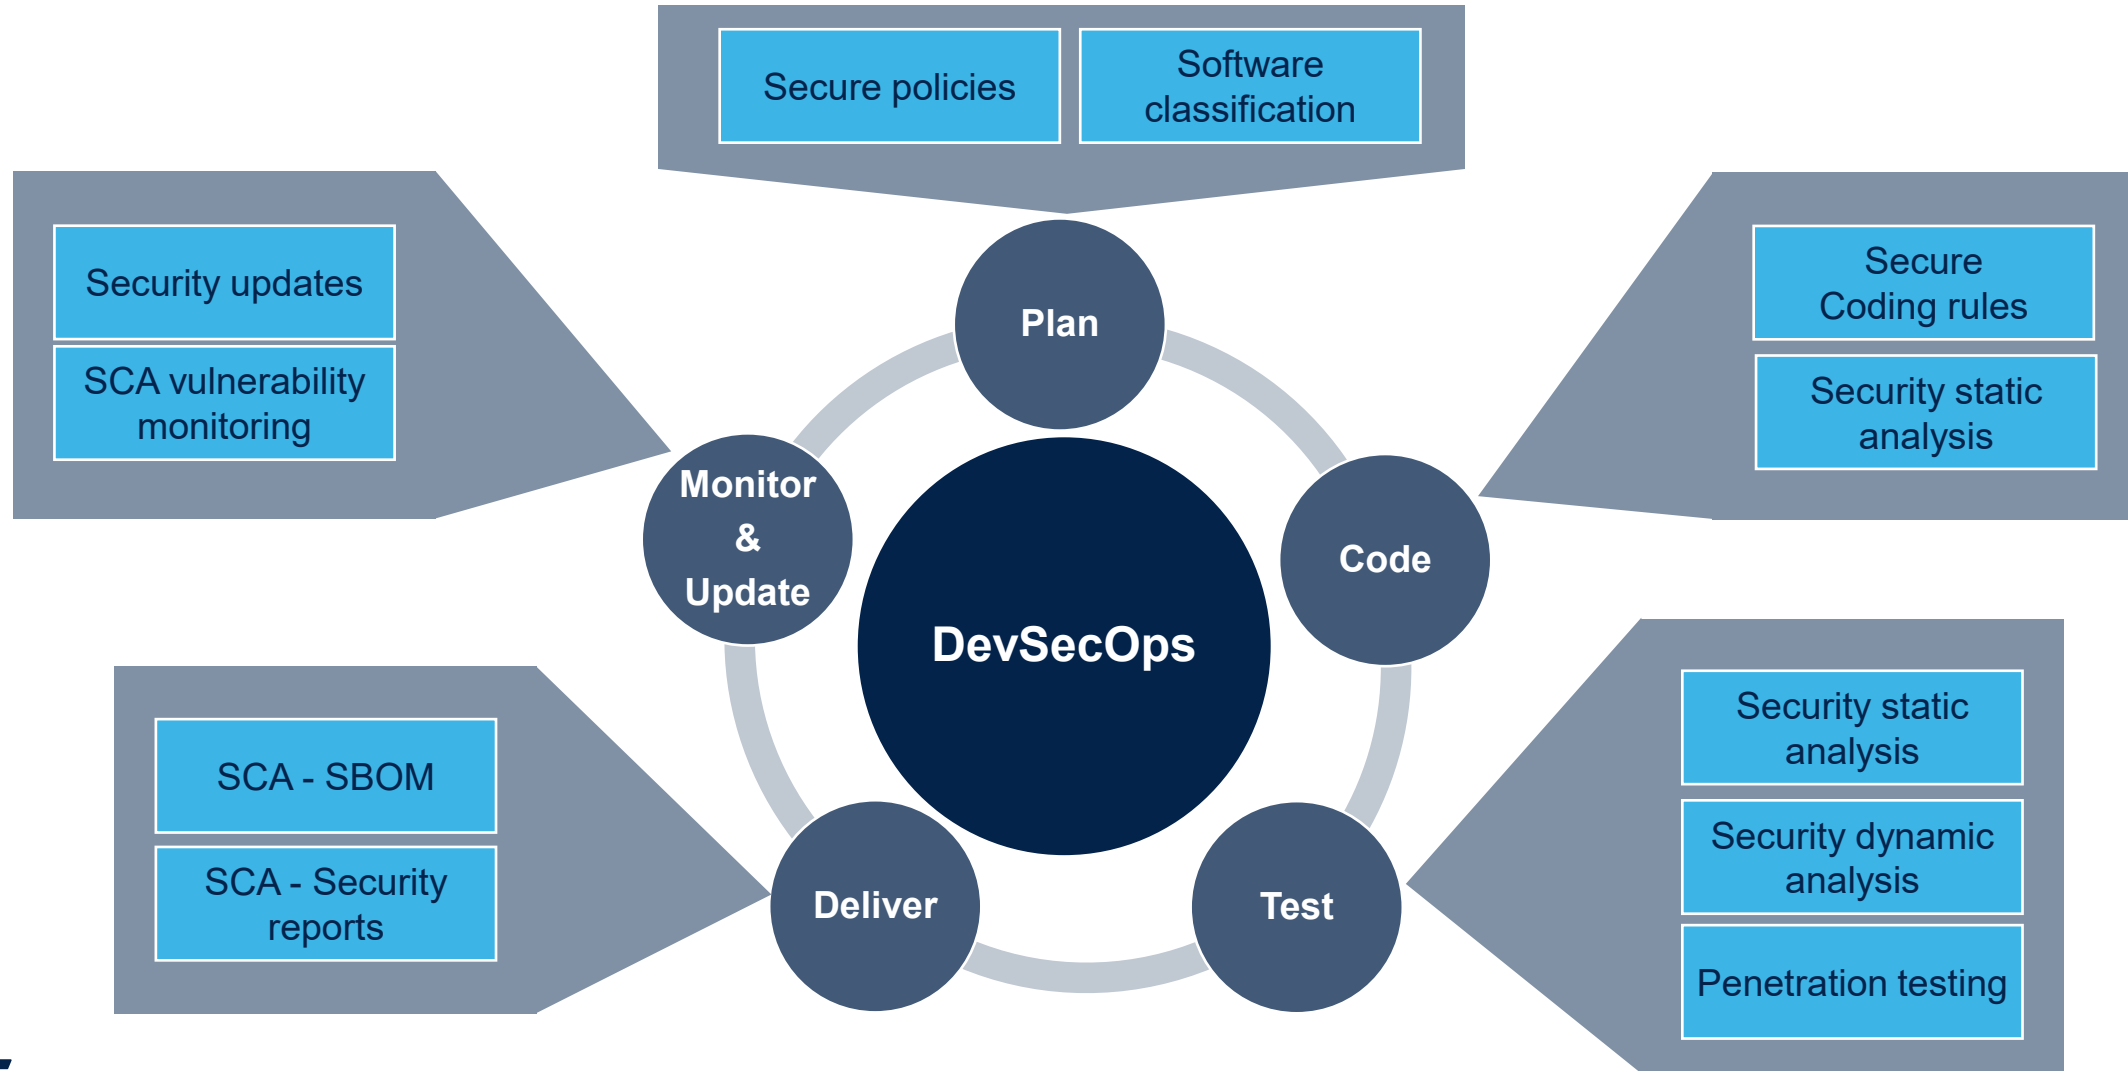 Secure policies
Software
classification
Security updates
SCA vulnerability
monitoring
Secure
Coding rules
Security static
analysis
Plan
Monitor
&
Update
Code
DevSecOps
Deliver
Test
SCA - SBOM
SCA - Security
reports
Security static
analysis
Security dynamic
analysis
Penetration testing